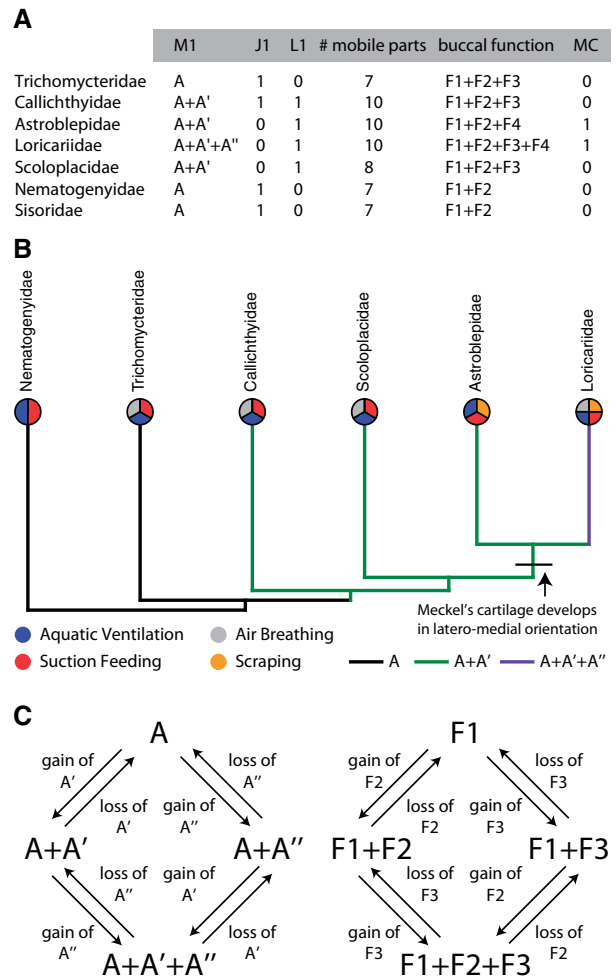 A
M1 J1 L1 # mobile parts buccal function MC
Trichomycteridae A 1 0 7 F1+F2+F3 0
Callichthyidae A+A' 1 1 10 F1+F2+F3 0
Astroblepidae A+A' 0 1 10 F1+F2+F4 1
Loricariidae A+A'+A" 0 1 10 F1+F2+F3+F4 1
Scoloplacidae A+A' 0 1 8 F1+F2+F3 0
Nematogenyidae A 1 0 7 F1+F2 0
Sisoridae A 1 0 7 F1+F2 0
B
Nematogenyidae
Trichomycteridae
Callichthyidae
Scoloplacidae
Astroblepidae
Loricariidae
Meckel's cartilage develops
in latero-medial orientation
Aquatic Ventilation
Air Breathing
Suction Feeding
Scraping
A
A+A'
A+A'+A"
C
A
gain of
A'
loss of
A'
loss of
A"
gain of
A"
A+A'
A+A"
gain of
A"
loss of
A"
gain of
A'
loss of
A'
A+A'+A"
F1
gain of
F2
loss of
F2
loss of
F3
gain of
F3
F1+F2
F1+F3
gain of
F3
loss of
F3
gain of
F2
loss of
F2
F1+F2+F3